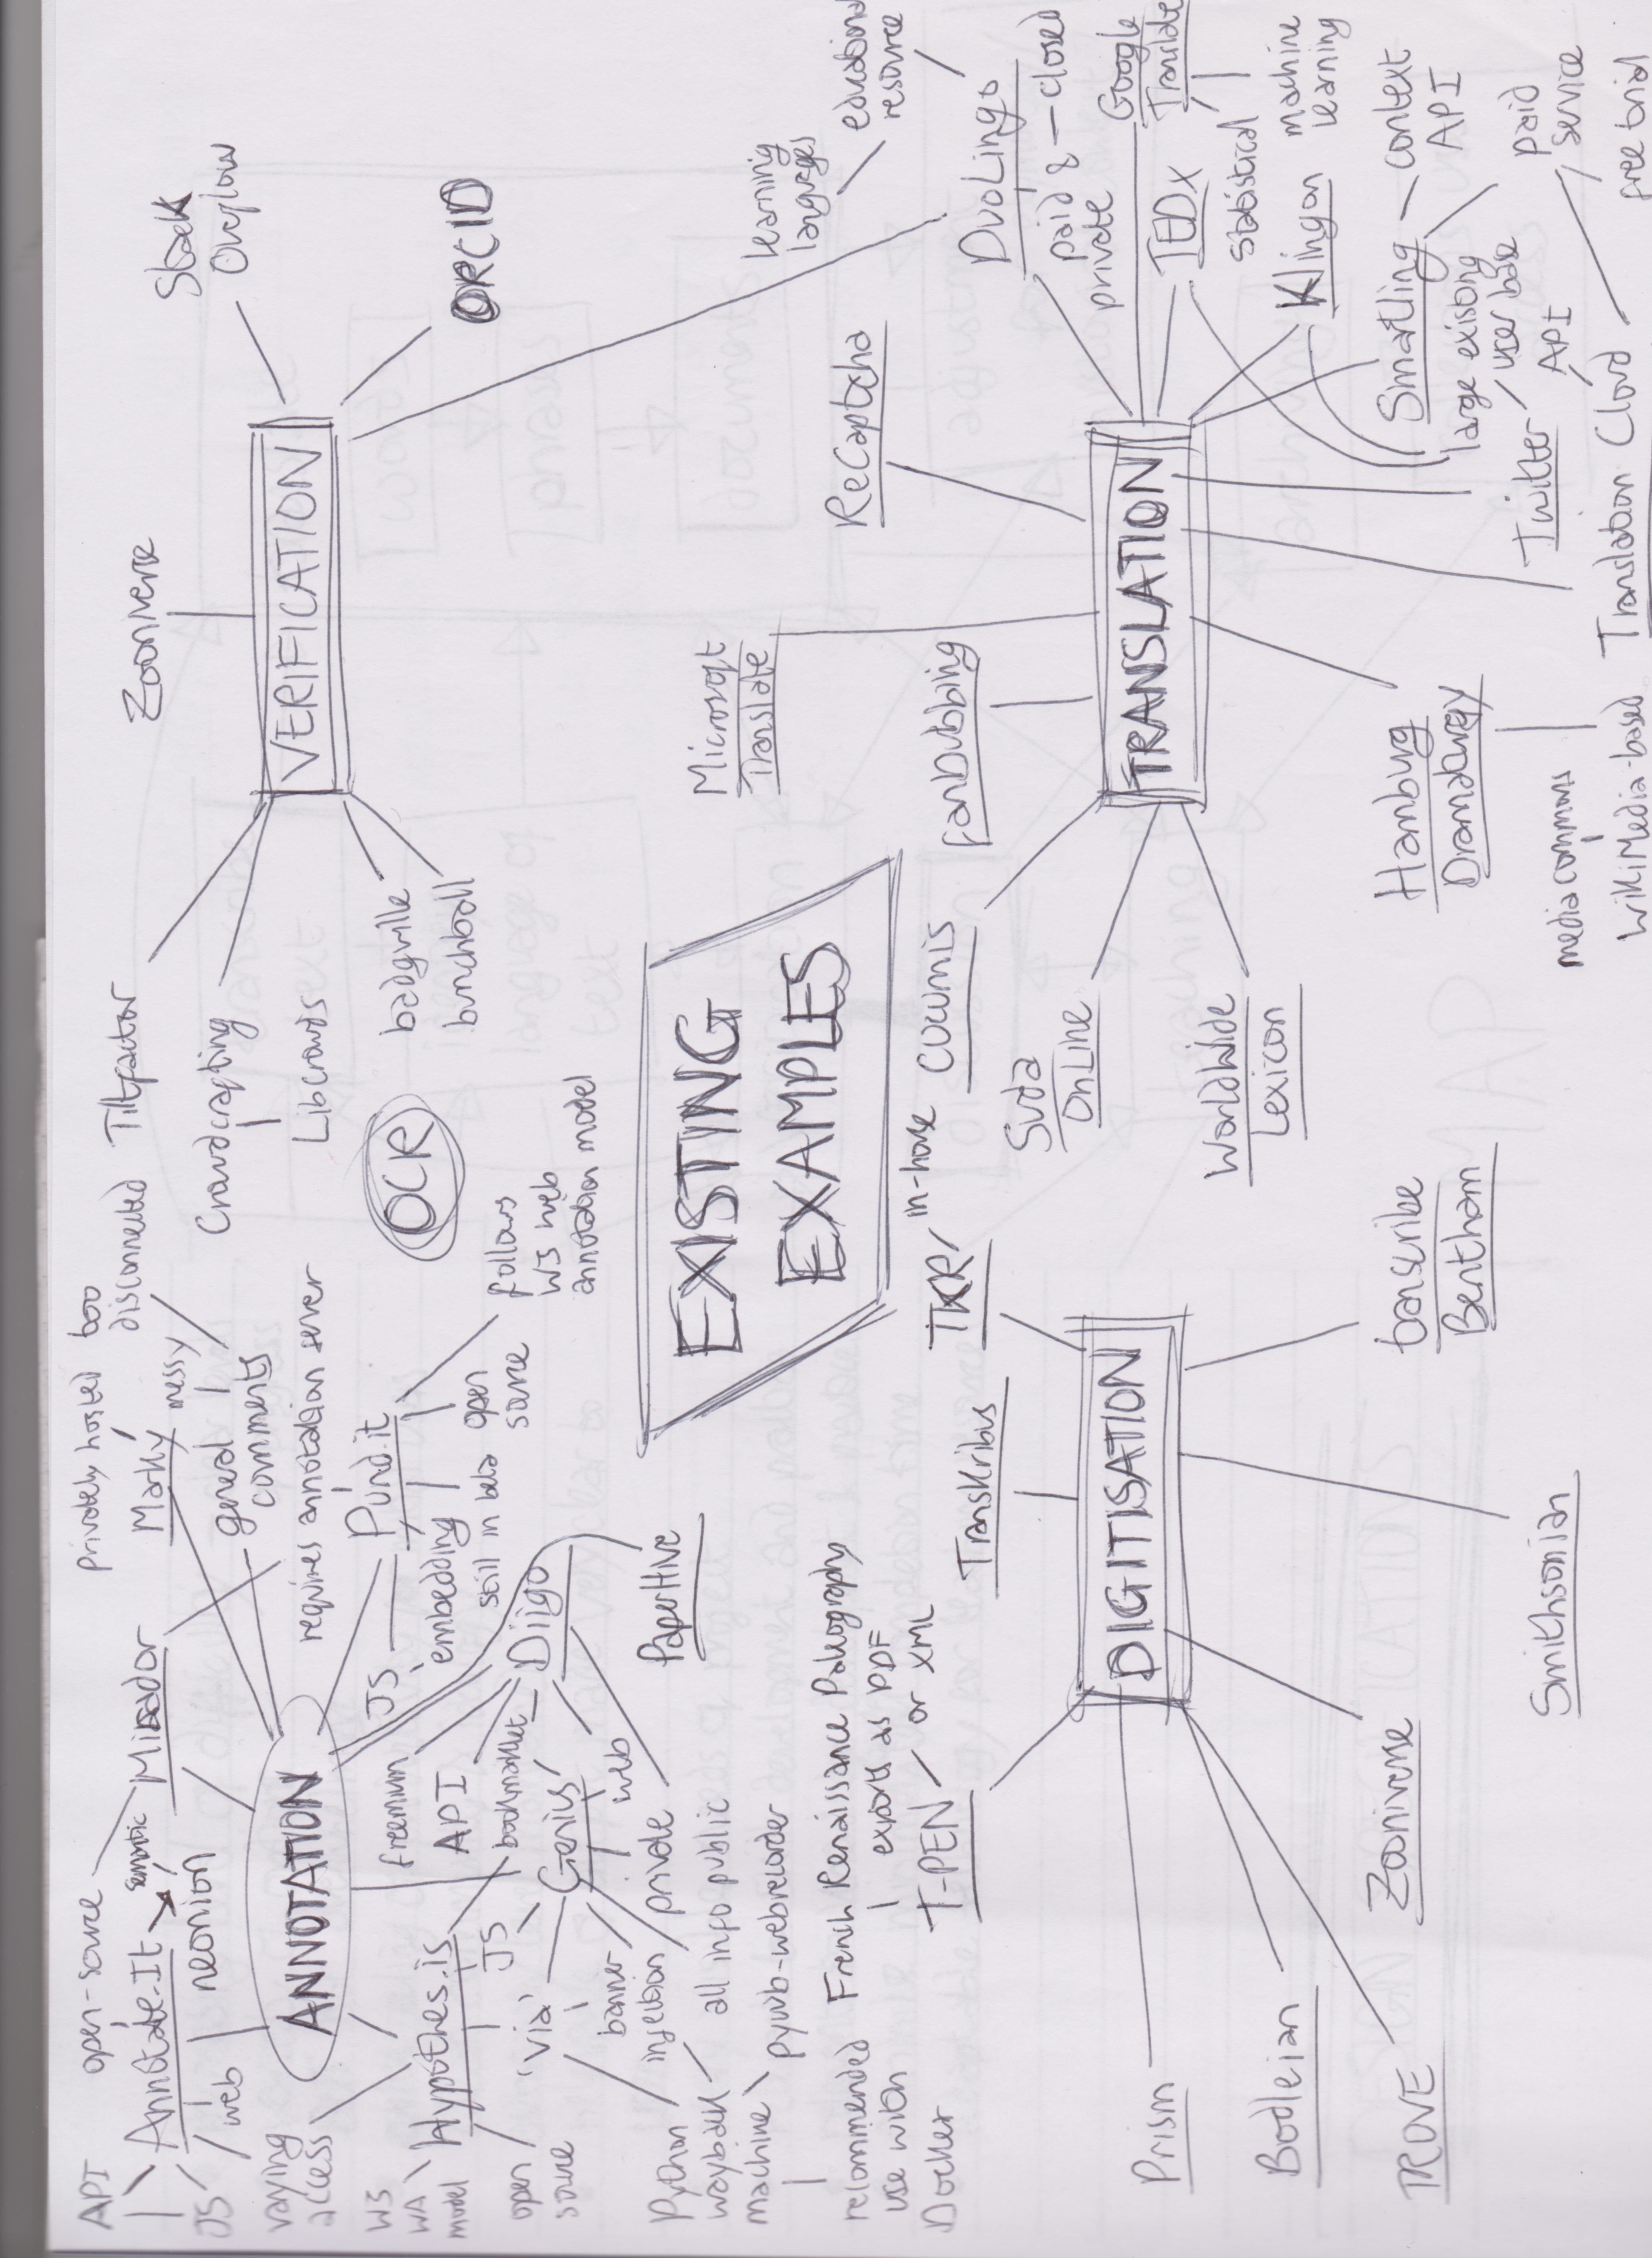 API
open-source
Annotate.It
JS
web
semantic
neonion
Mirador
privately hosted
Marky
too
disconnected
messy
general
comments
ANNOTATION
requires annotation server
Pund.it
JS
embedding
still in beta
open
source
follows
W3 web
annotation model
varying
access
W3
WA
model
Hypothes.is
open
source
freemium
API
bookmarklet
Diigo
JS
"via"
Genius
web
private
PaperHive
banner
injection
all info public
Python
wayback
machine
pywb-webrecorder
recommended
use with
Docker
Tiltfactor
Crowdcrafting
Libcrowds
Zooniverse
Stack
Overflow
VERIFICATION
ORCID
badgville
bunchball
OCR
EXISTING
EXAMPLES
French Renaissance Paleography
exports as PDF
or XML
T-PEN
Transkribus
TKR
in-house
DIGITISATION
Prism
Bodleian
TROVE
Zooniverse
Smithsonian
transcribe
Bentham
Microsoft
Translate
ReCaptcha
learning
languages
educational
resource
DuoLingo
fanDubbing
Cucumis
Suda
OnLine
WorldWide
Lexicon
TRANSLATION
paid &
private
closed
Google
Translate
TEDx
statistical
machine
learning
Klingon
Smartling
context
API
paid
service
large existing
user base
API
Twitter
Translation Cloud
free trial
Hamburg
Dramaturgy
media commons
WikiMedia-based